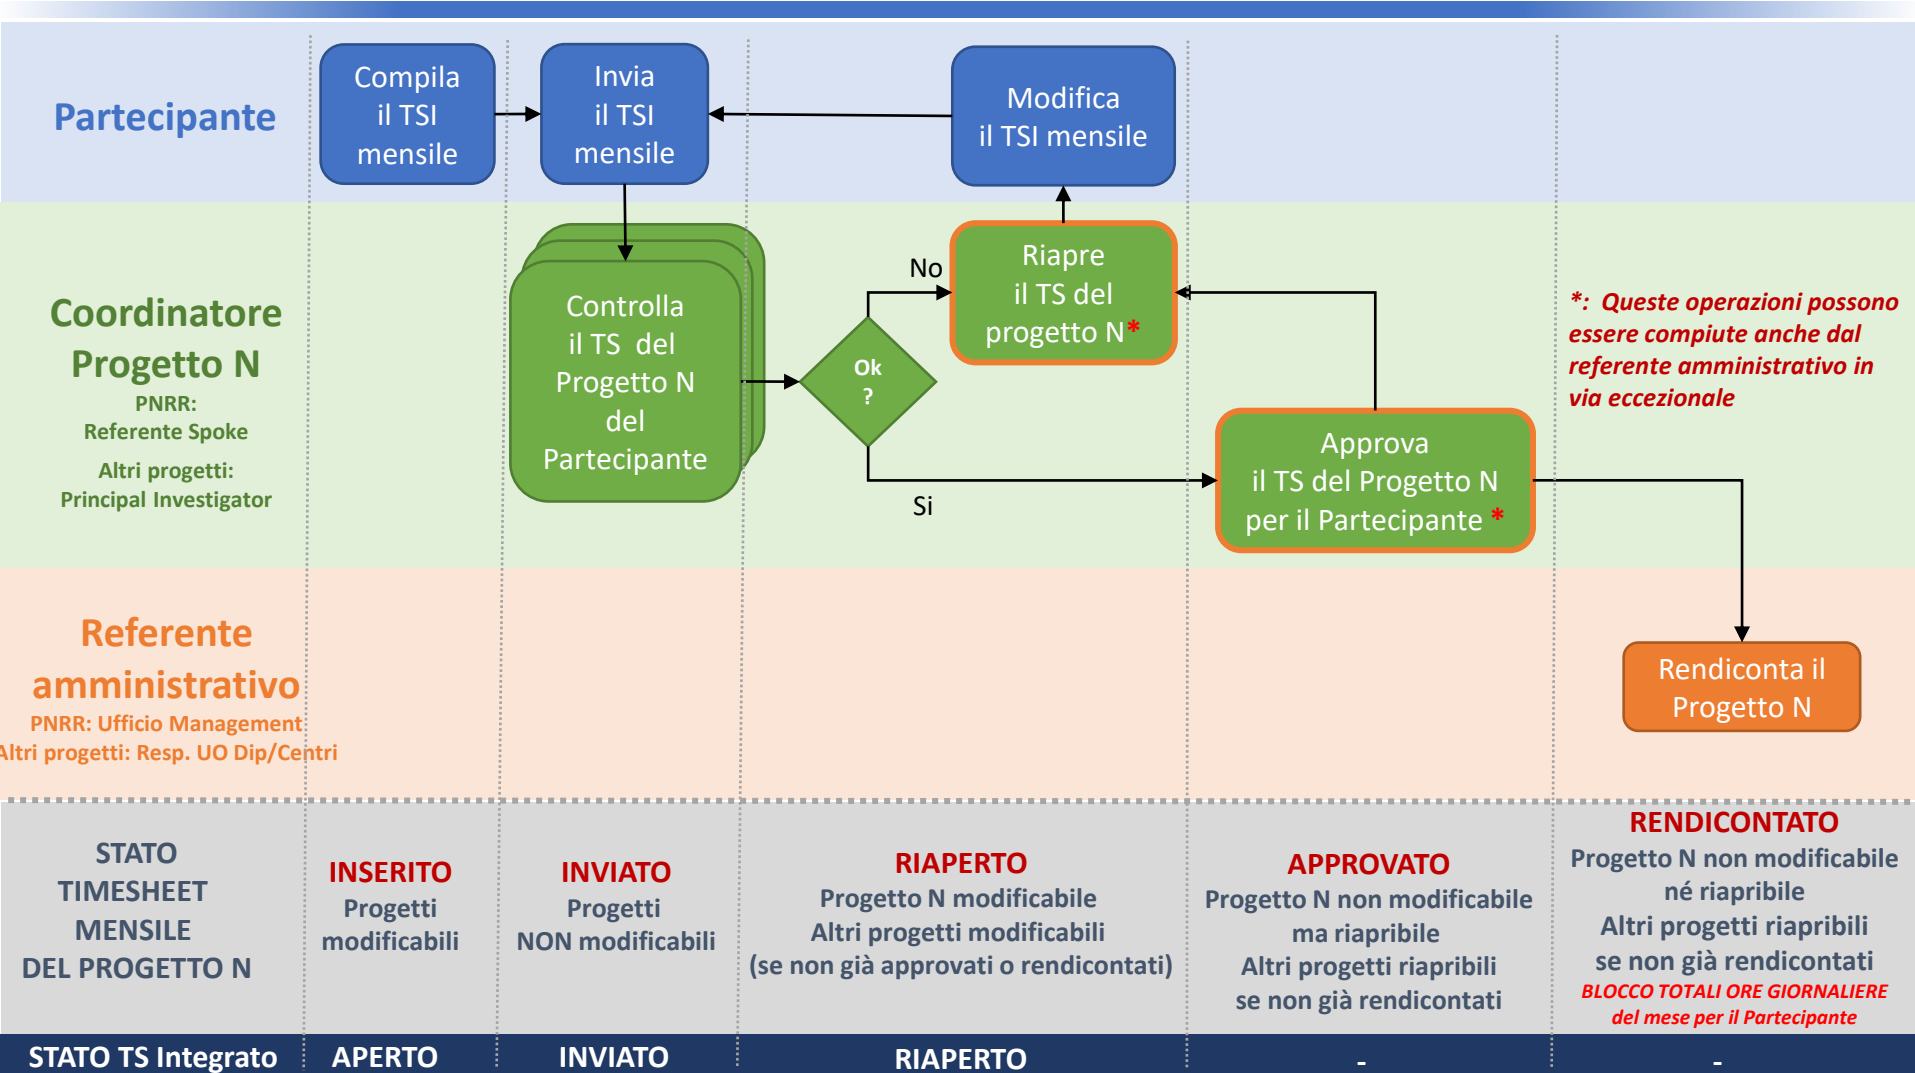 Partecipante
Compila
il TSI
mensile
Invia
il TSI
mensile
Modifica
il TSI mensile
Coordinatore
Progetto N
PNRR:
Referente Spoke
Altri progetti:
Principal Investigator
Controlla
il TS del
Progetto N
del
Partecipante
Ok
?
No
Si
Riapre
il TS del
progetto N*
Approva
il TS del Progetto N
per il Partecipante *
*: Queste operazioni possono
essere compiute anche dal
referente amministrativo in
via eccezionale
Referente
amministrativo
PNRR: Ufficio Management
Altri progetti: Resp. UO Dip/Centri
Rendiconta il
Progetto N
STATO
TIMESHEET
MENSILE
DEL PROGETTO N
INSERITO
Progetti
modificabili
INVIATO
Progetti
NON modificabili
RIAPERTO
Progetto N modificabile
Altri progetti modificabili
(se non già approvati o rendicontati)
APPROVATO
Progetto N non modificabile
ma riapribile
Altri progetti riapribili
se non già rendicontati
RENDICONTATO
Progetto N non modificabile
né riapribile
Altri progetti riapribili
se non già rendicontati
BLOCCO TOTALI ORE GIORNALIERE
del mese per il Partecipante
STATO TS Integrato
APERTO
INVIATO
RIAPERTO
-
-